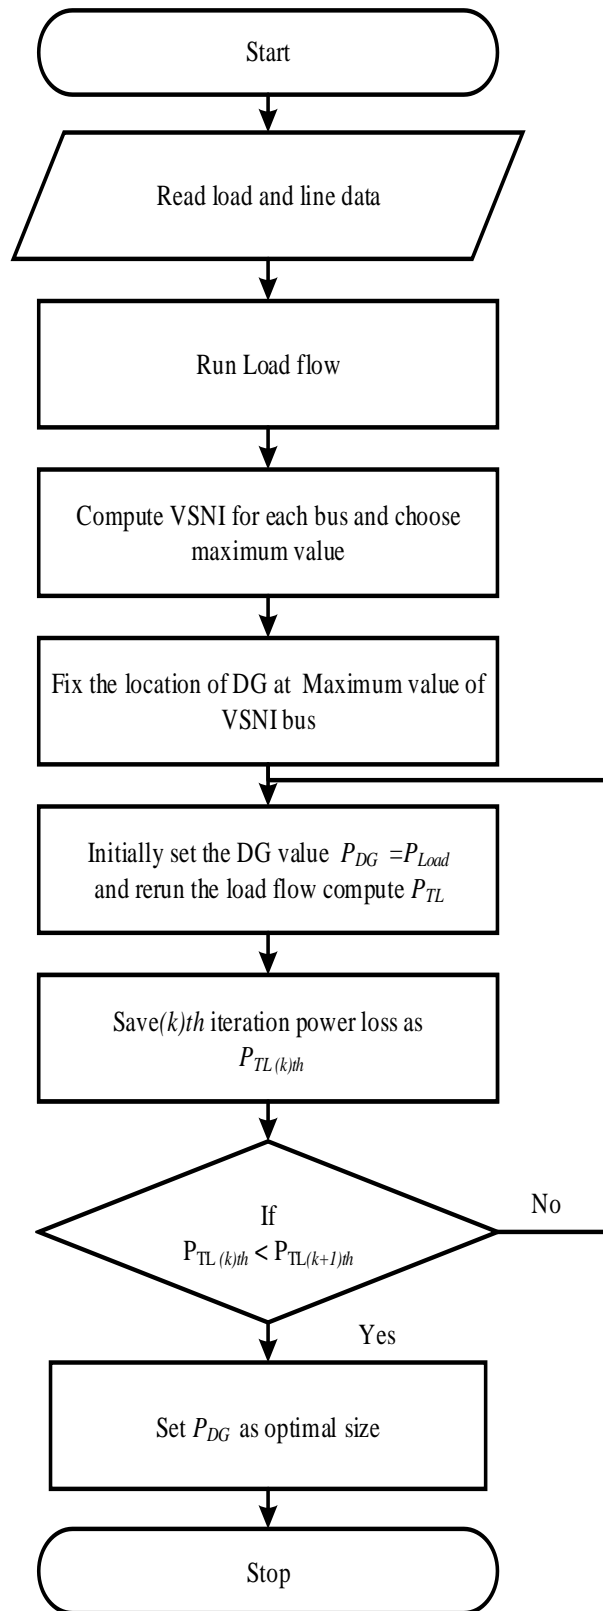 Start
Read load and line data
Run Load flow
Compute VSNI for each bus and choose
maximum value
Fix the location of DG at Maximum value of
VSNI bus
Initially set the DG value P_DG =P_Load
and rerun the load flow compute P_TL
Save(k)th iteration power loss as
P_TL (k)th
If
P_TL (k)th < P_TL(k+1)th
No
Yes
Set P_DG as optimal size
Stop